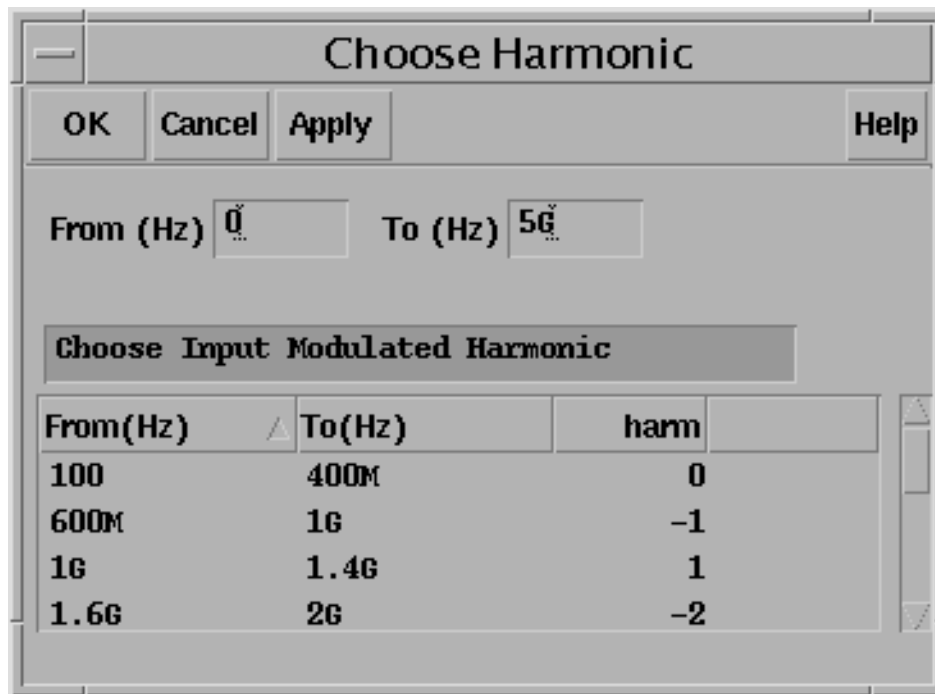 Choose Harmonic
OK Cancel Apply Help
From (Hz) 0 To (Hz) 5G
Choose Input Modulated Harmonic
From(Hz) To(Hz) harm
100 400M 0
600M 1G -1
1G 1.4G 1
1.6G 2G -2